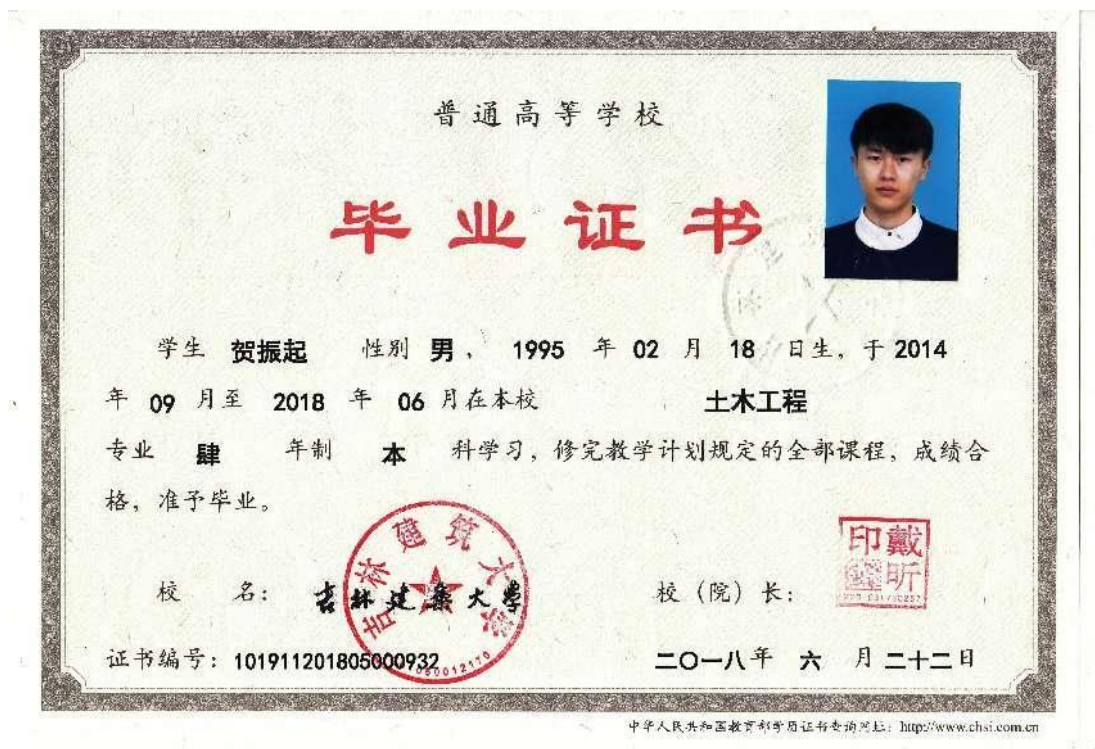 普通高等学校
毕业证书
学生 贺振起 性别 男， 1995 年 02 月 18 日生，于 2014
年 09 月至 2018 年 06 月在本校 土木工程
专业 肆 年制 本 科学习，修完教学计划规定的全部课程，成绩合
格，准予毕业。
吉林建筑大学
印戴
昕
校 名： 吉林建筑大学 校（院）长：
证书编号：101911201805000932 二〇一八年 六 月二十二日
中华人民共和国教育部学历证书查询网址：http://www.chsi.com.cn